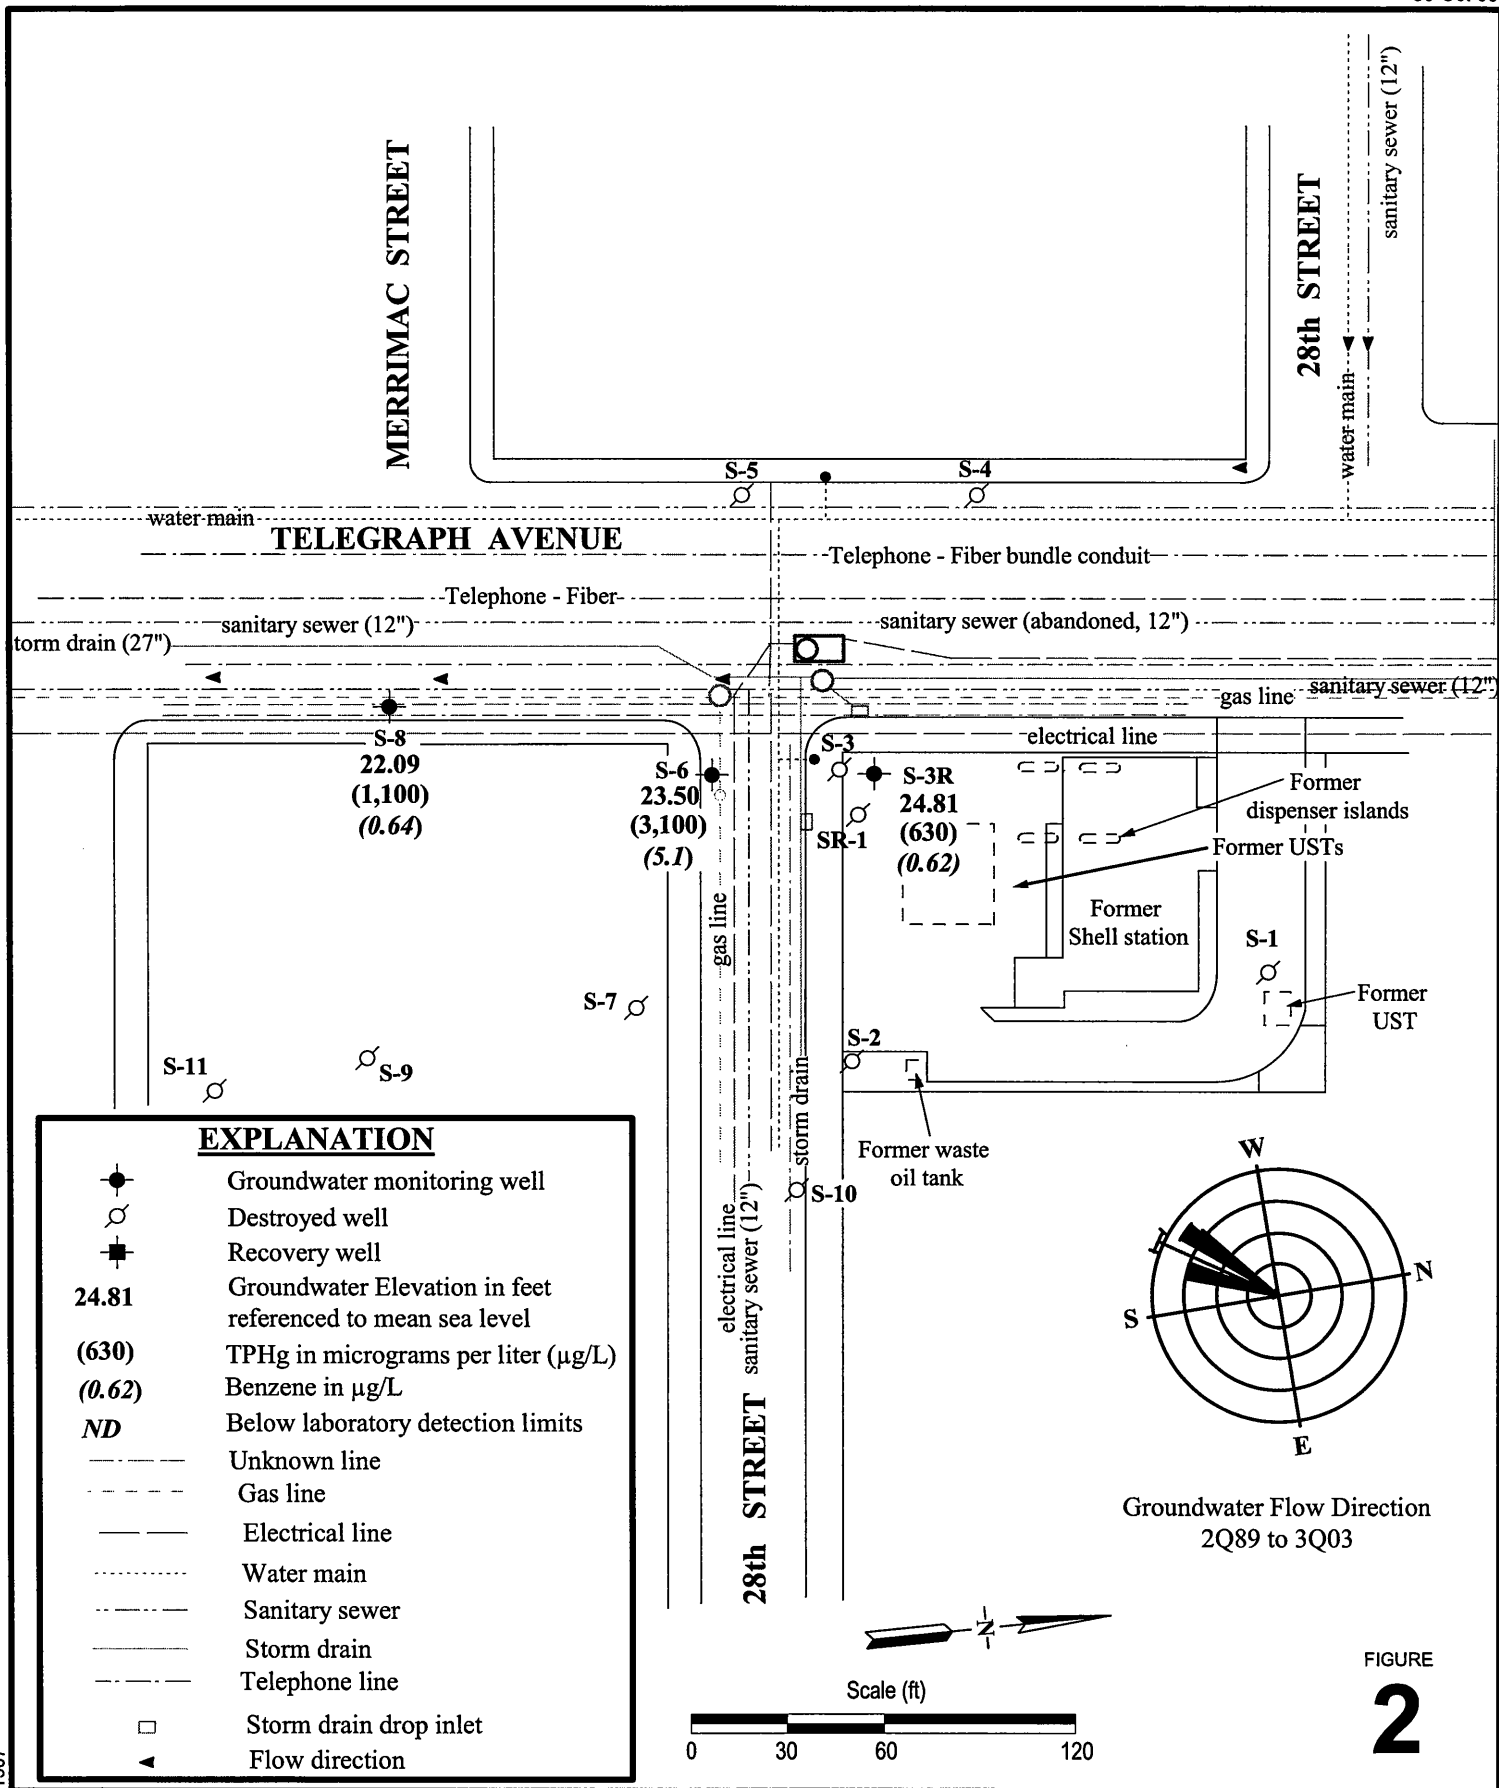 MERRIMAC STREET
28th STREET
sanitary sewer (12")
water main
S-5
S-4
water main
TELEGRAPH AVENUE
Telephone - Fiber bundle conduit
Telephone - Fiber
sanitary sewer (12")
sanitary sewer (abandoned, 12")
torm drain (27")
gas line
sanitary sewer (12")
electrical line
S-8
22.09
(1,100)
(0.64)
S-6
23.50
(3,100)
(5.1)
S-3
S-3R
24.81
(630)
(0.62)
SR-1
Former
dispenser islands
Former USTs
Former
Shell station
S-1
Former
UST
gas line
S-7
S-2
S-11
S-9
storm drain
Former waste
oil tank
S-10
electrical line
sanitary sewer (12")
28th STREET
EXPLANATION
Groundwater monitoring well
Destroyed well
Recovery well
24.81 Groundwater Elevation in feet
referenced to mean sea level
(630) TPHg in micrograms per liter (µg/L)
(0.62) Benzene in µg/L
ND Below laboratory detection limits
Unknown line
Gas line
Electrical line
Water main
Sanitary sewer
Storm drain
Telephone line
Storm drain drop inlet
Flow direction
W
N
S
E
Groundwater Flow Direction
2Q89 to 3Q03
N
Scale (ft)
0 30 60 120
FIGURE
2